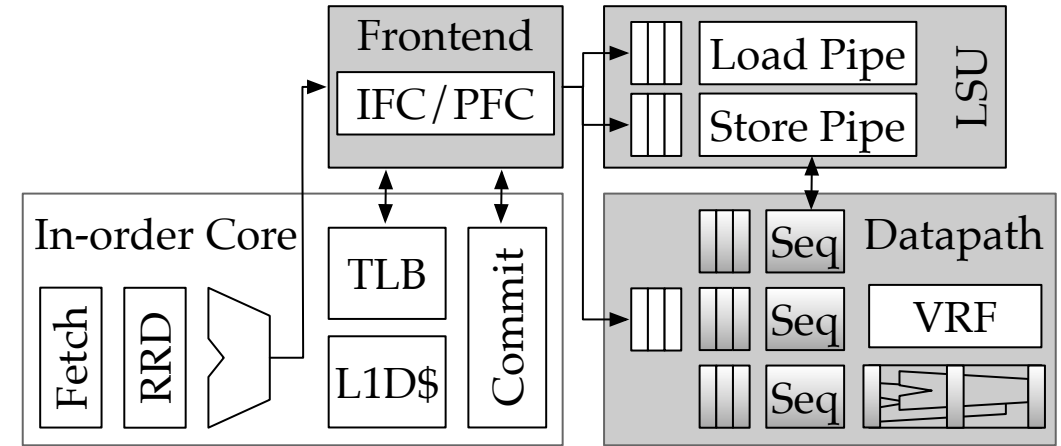 Frontend
IFC/PFC
Load Pipe
Store Pipe
LSU
In-order Core
Fetch
RRD
TLB
L1D$
Commit
Datapath
Seq
Seq
Seq
VRF